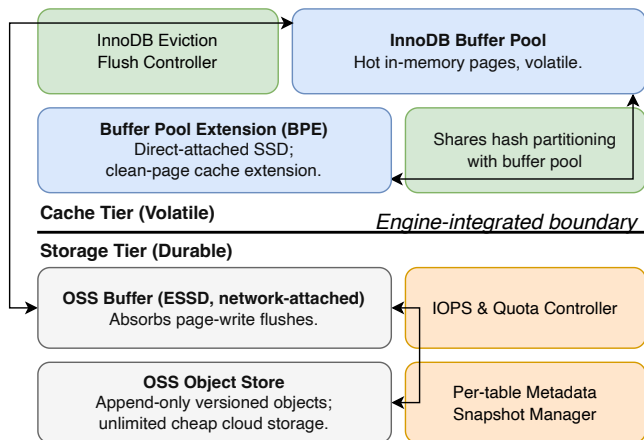 InnoDB Eviction
Flush Controller
InnoDB Buffer Pool
Hot in-memory pages, volatile.
Buffer Pool Extension (BPE)
Direct-attached SSD;
clean-page cache extension.
Shares hash partitioning
with buffer pool
Cache Tier (Volatile)
Engine-integrated boundary
Storage Tier (Durable)
OSS Buffer (ESSD, network-attached)
Absorbs page-write flushes.
IOPS & Quota Controller
OSS Object Store
Append-only versioned objects;
unlimited cheap cloud storage.
Per-table Metadata
Snapshot Manager